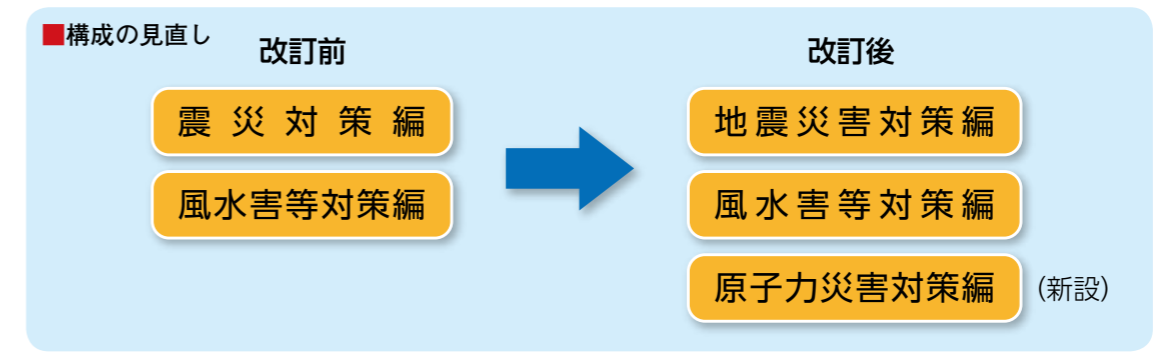 ■構成の見直し
改訂前
震災対策編
風水害等対策編
改訂後
地震災害対策編
風水害等対策編
原子力災害対策編 (新設)